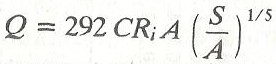 Q = 292 CR_i A (S/A)^{1/5}